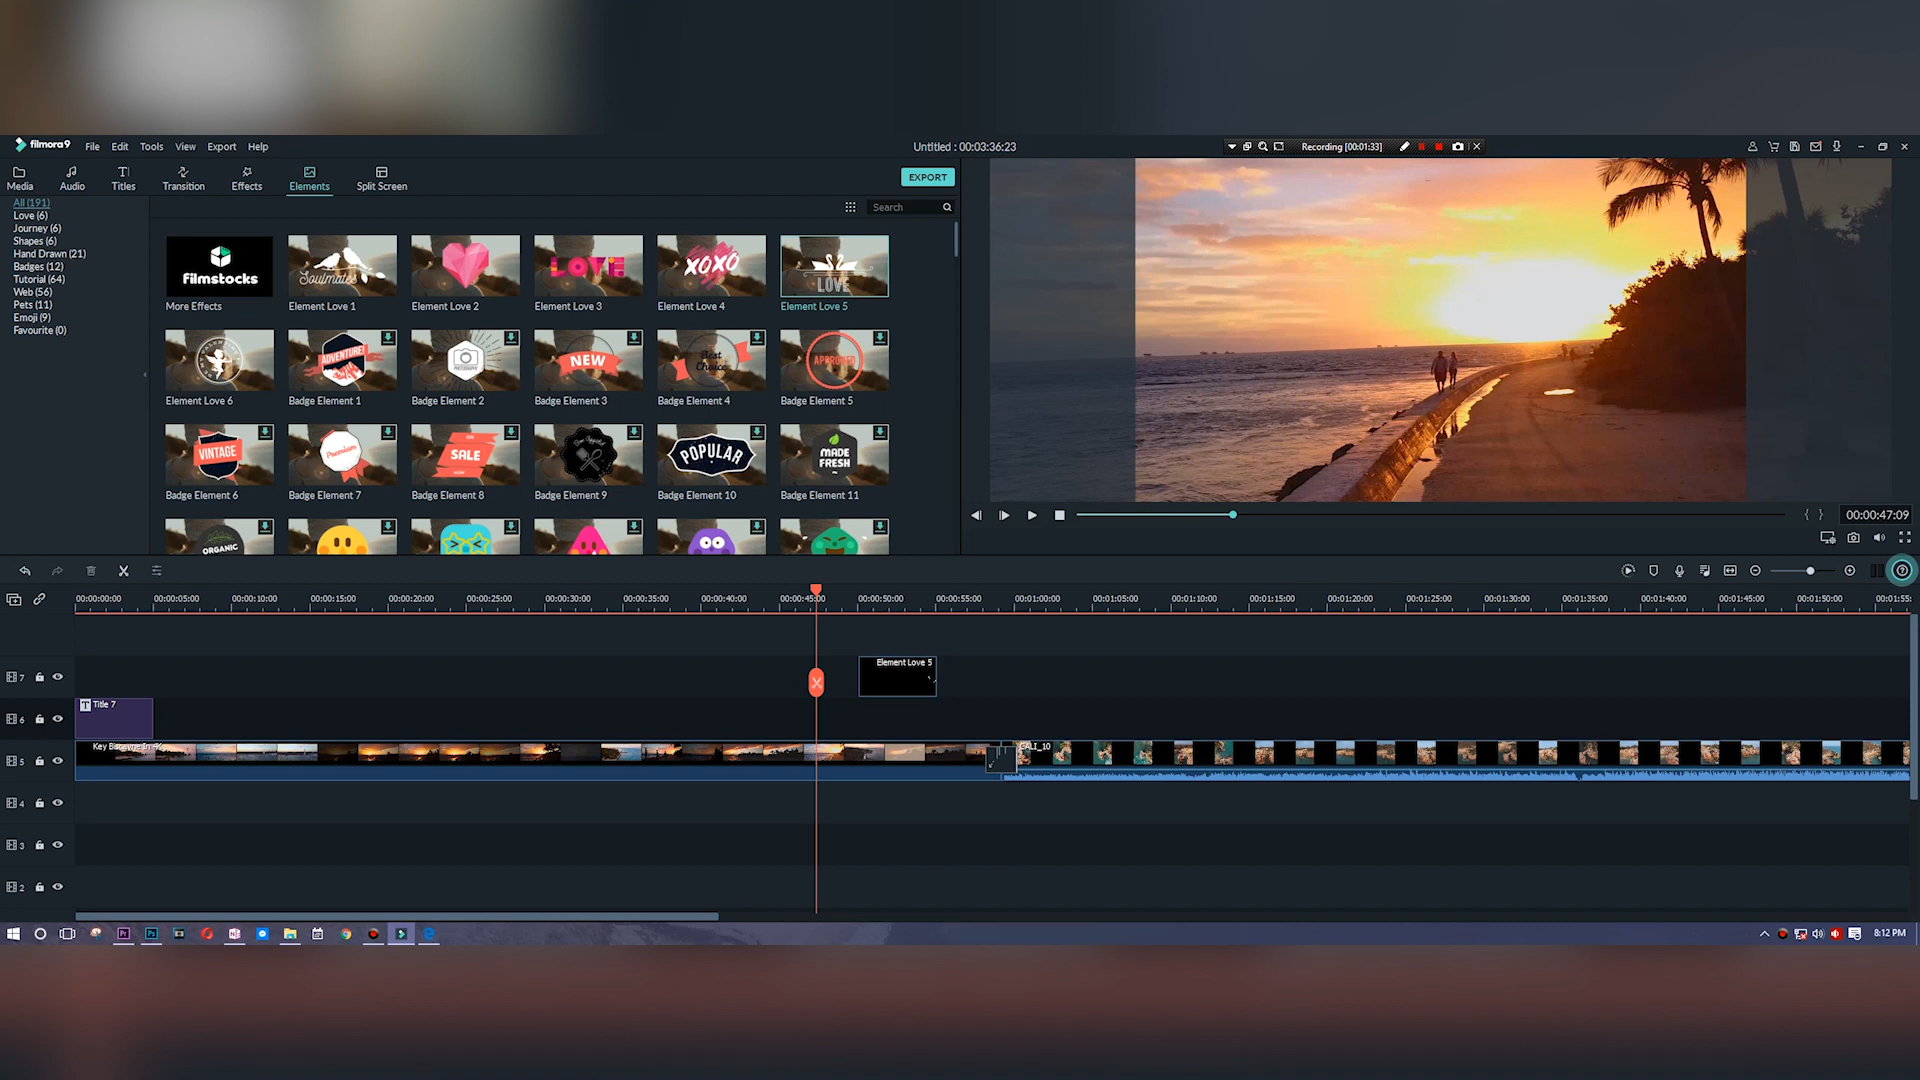 filmora9 File Edit Tools View Export Help
Untitled : 00:03:36:23
Recording [00:01:33]
Media Audio Titles Transition Effects Elements Split Screen
EXPORT
All (191)
Love (6)
Journey (6)
Shapes (6)
Hand Drawn (21)
Badges (12)
Tutorial (64)
Web (56)
Pets (11)
Emoji (9)
Favourite (0)
Search
filmstocks
Soulmates
LOVE
XOXO
LOVE
More Effects Element Love 1 Element Love 2 Element Love 3 Element Love 4 Element Love 5
ADVENTURE!
NEW
Best Choice
APPROVED
Element Love 6 Badge Element 1 Badge Element 2 Badge Element 3 Badge Element 4 Badge Element 5
VINTAGE
Premium
SALE
POPULAR
MADE FRESH
Badge Element 6 Badge Element 7 Badge Element 8 Badge Element 9 Badge Element 10 Badge Element 11
ORGANIC
00:00:47:09
00:00:00:00 00:00:05:00 00:00:10:00 00:00:15:00 00:00:20:00 00:00:25:00 00:00:30:00 00:00:35:00 00:00:40:00 00:00:45:00 00:00:50:00 00:00:55:00 00:01:00:00 00:01:05:00 00:01:10:00 00:01:15:00 00:01:20:00 00:01:25:00 00:01:30:00 00:01:35:00 00:01:40:00 00:01:45:00 00:01:50:00 00:01:55:
7
Element Love 5
6
T Title 7
5
Key Biscayne In 4K
CALI_10
4
3
2
Pr Ps
8:12 PM